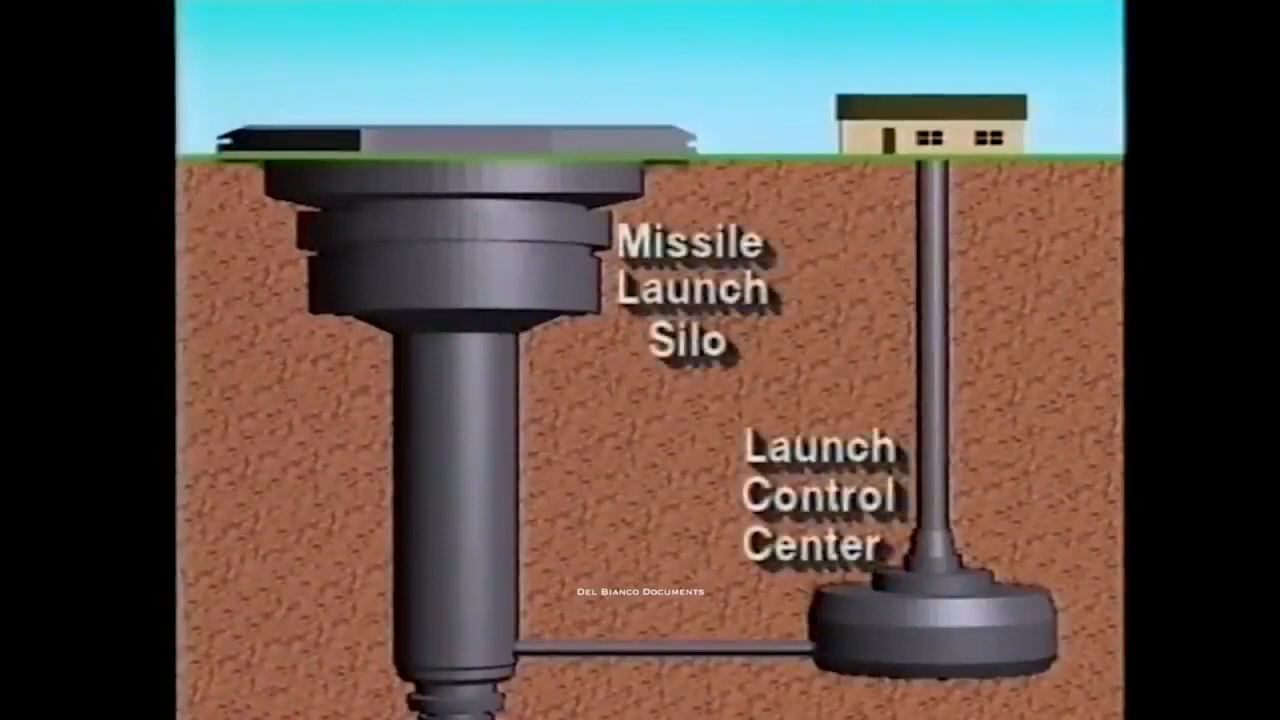 Missile
Launch
Silo
Launch
Control
Center
DEL BIANCO DOCUMENTS